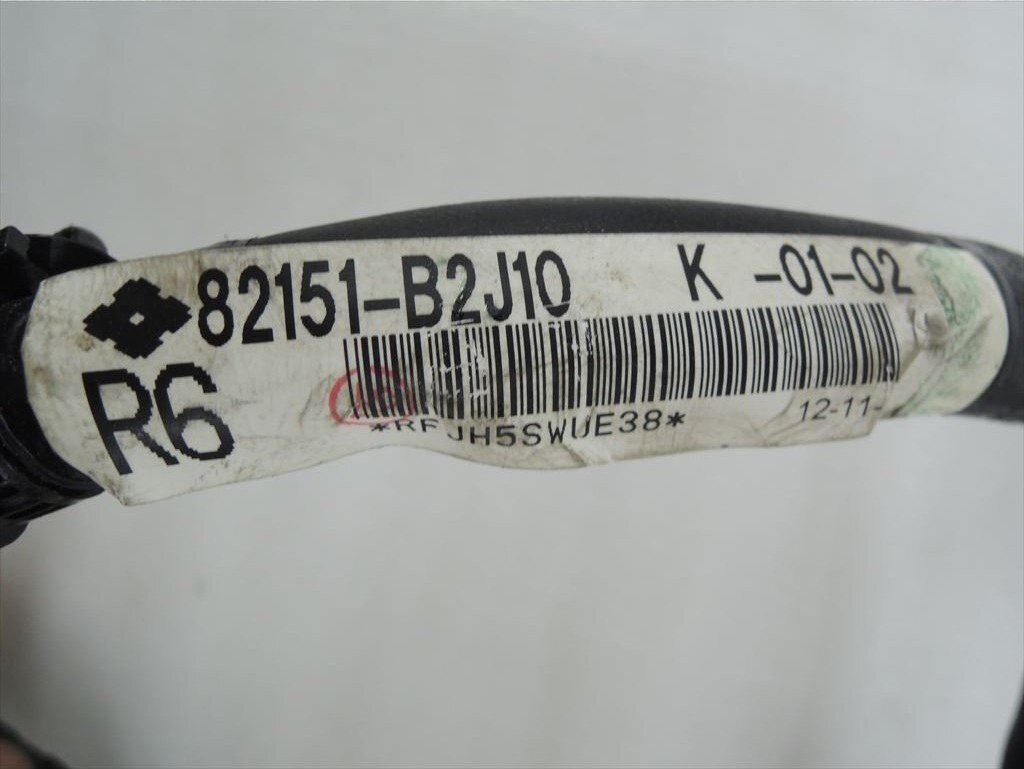 82151-B2J10 K -01-02
R6
*RFJH5SWUE38* 12-11-